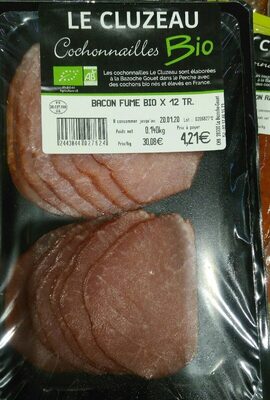 LE CLUZEAU
Cochonnailles Bio
AB
Les cochonnailles Le Cluzeau sont élaborées
à la Bazoche Gouet dans le Perche avec
des cochons bio nés et élevés en France.
BACON FUME BIO X 12 TR.
A consommer jusqu'au 20.01.20 Lot
Poids net 0,140kg Prix à payer
Prix/kg 30,08€ 4,21€